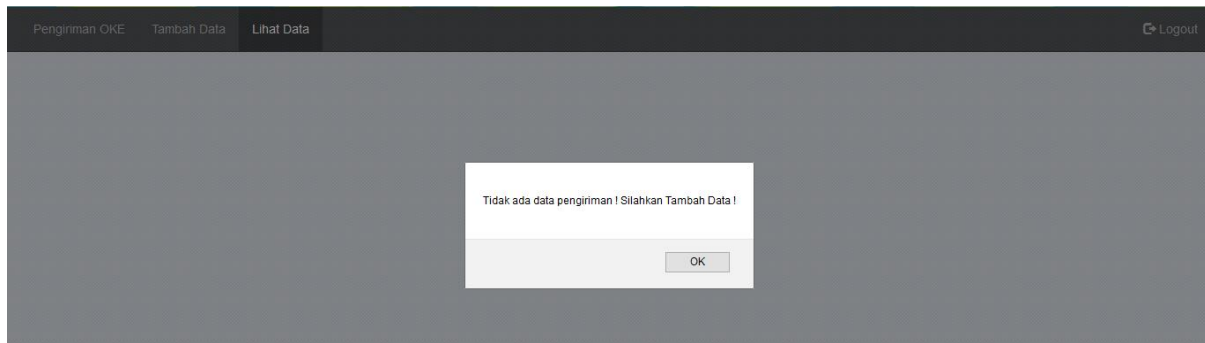 Pengiriman OKE Tambah Data Lihat Data Logout
Tidak ada data pengiriman ! Silahkan Tambah Data !
OK